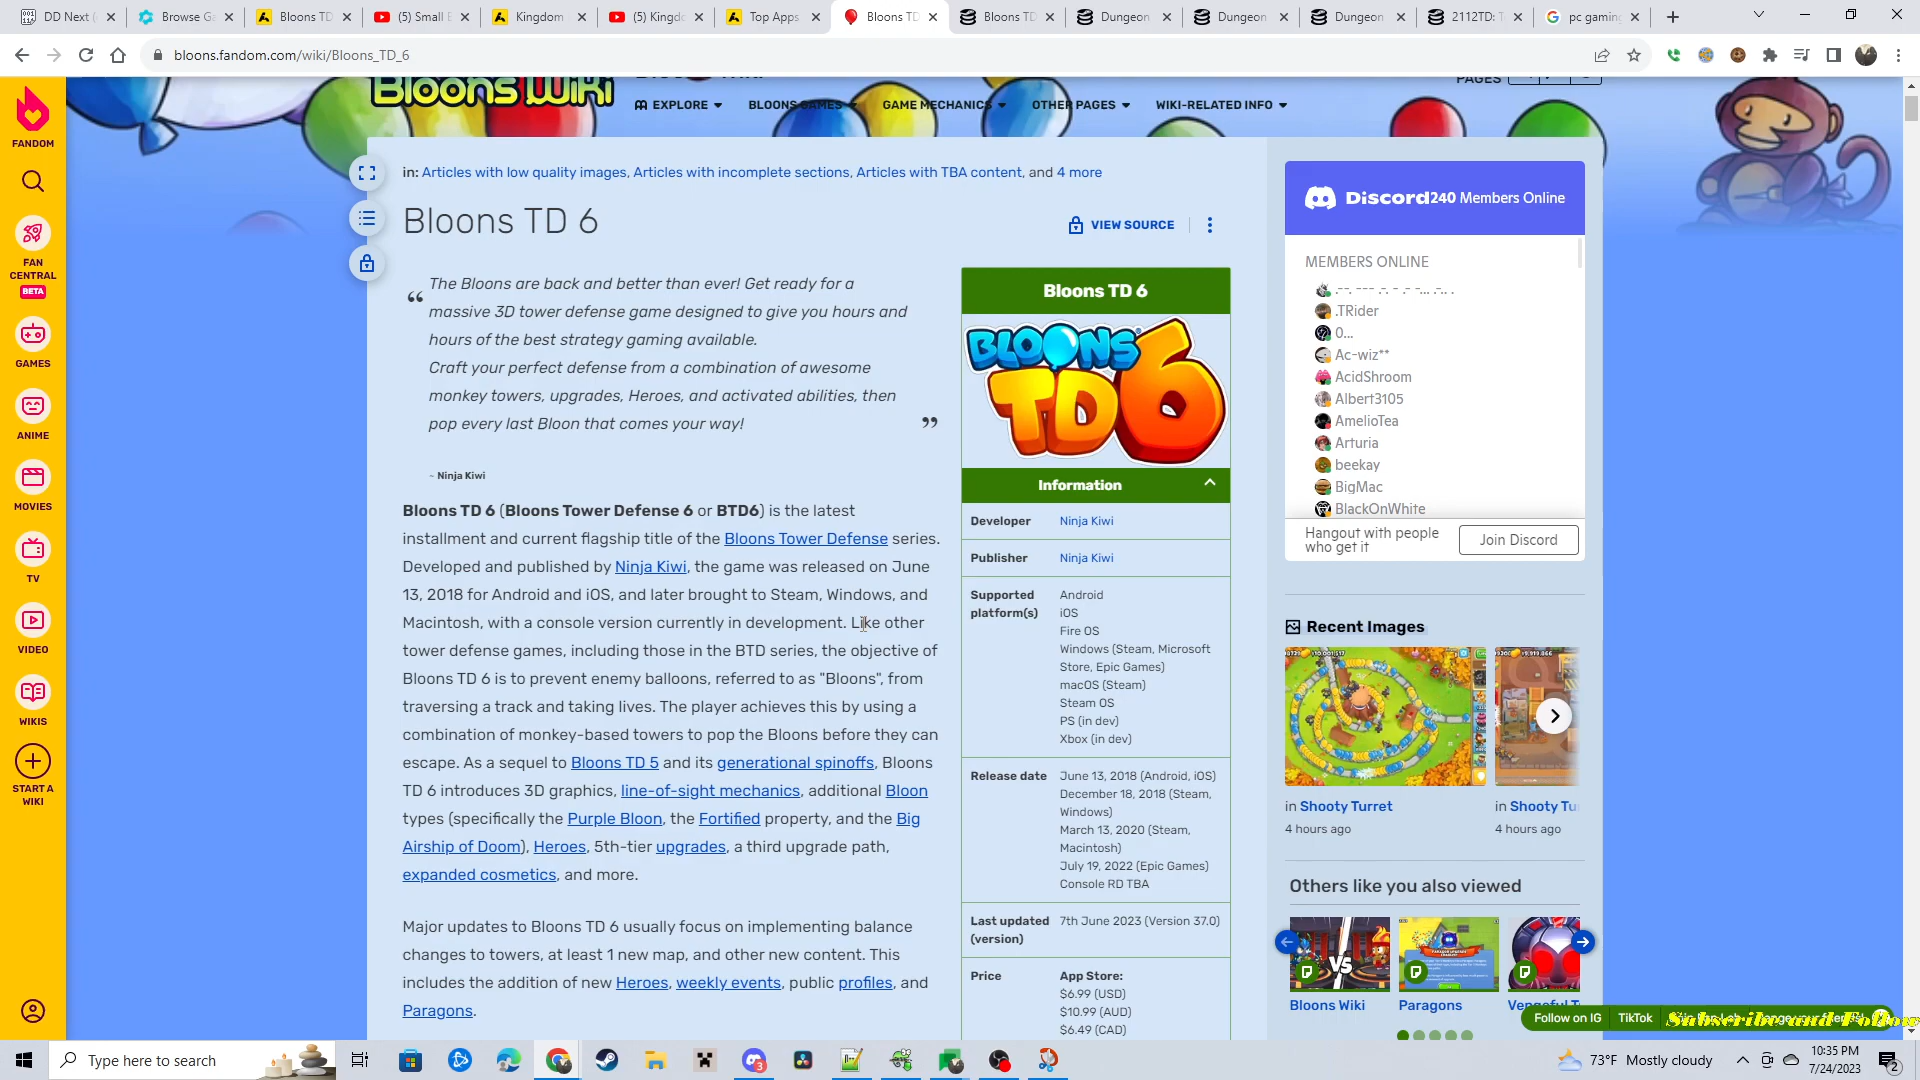 DD Next (
Browse Ga
Bloons TD
(5) Small B
Kingdom
(5) Kingdo
Top Apps
Bloons TD
Bloons TD
Dungeon
Dungeon
Dungeon
2112TD: T
pc gaming
bloons.fandom.com/wiki/Bloons_TD_6
FANDOM
FAN CENTRAL
BETA
GAMES
ANIME
MOVIES
TV
VIDEO
WIKIS
START A WIKI
Bloons Wiki
EXPLORE
BLOONS GAMES
GAME MECHANICS
OTHER PAGES
WIKI-RELATED INFO
PAGES
in: Articles with low quality images, Articles with incomplete sections, Articles with TBA content, and 4 more
Bloons TD 6
VIEW SOURCE
“ The Bloons are back and better than ever! Get ready for a
massive 3D tower defense game designed to give you hours and
hours of the best strategy gaming available.
Craft your perfect defense from a combination of awesome
monkey towers, upgrades, Heroes, and activated abilities, then
pop every last Bloon that comes your way! ”
~ Ninja Kiwi
Bloons TD 6 (Bloons Tower Defense 6 or BTD6) is the latest
installment and current flagship title of the Bloons Tower Defense series.
Developed and published by Ninja Kiwi, the game was released on June
13, 2018 for Android and iOS, and later brought to Steam, Windows, and
Macintosh, with a console version currently in development. Like other
tower defense games, including those in the BTD series, the objective of
Bloons TD 6 is to prevent enemy balloons, referred to as "Bloons", from
traversing a track and taking lives. The player achieves this by using a
combination of monkey-based towers to pop the Bloons before they can
escape. As a sequel to Bloons TD 5 and its generational spinoffs, Bloons
TD 6 introduces 3D graphics, line-of-sight mechanics, additional Bloon
types (specifically the Purple Bloon, the Fortified property, and the Big
Airship of Doom), Heroes, 5th-tier upgrades, a third upgrade path,
expanded cosmetics, and more.
Major updates to Bloons TD 6 usually focus on implementing balance
changes to towers, at least 1 new map, and other new content. This
includes the addition of new Heroes, weekly events, public profiles, and
Paragons.
Bloons TD 6
BLOONS TD 6
Information
Developer Ninja Kiwi
Publisher Ninja Kiwi
Supported platform(s)
Android
iOS
Fire OS
Windows (Steam, Microsoft
Store, Epic Games)
macOS (Steam)
Steam OS
PS (in dev)
Xbox (in dev)
Release date
June 13, 2018 (Android, iOS)
December 18, 2018 (Steam,
Windows)
March 13, 2020 (Steam,
Macintosh)
July 19, 2022 (Epic Games)
Console RD TBA
Last updated (version)
7th June 2023 (Version 37.0)
Price
App Store:
$6.99 (USD)
$10.99 (AUD)
$6.49 (CAD)
Discord 240 Members Online
MEMBERS ONLINE
.TRider
0...
Ac-wiz**
AcidShroom
Albert3105
AmelioTea
Arturia
beekay
BigMac
BlackOnWhite
Hangout with people
who get it
Join Discord
Recent Images
in Shooty Turret
4 hours ago
in Shooty Tu
4 hours ago
Others like you also viewed
VS
Bloons Wiki
Paragons
Vengeful T
Follow on IG
TikTok
Subscribe and Follow
Type here to search
3
73°F Mostly cloudy
10:35 PM
7/24/2023
2